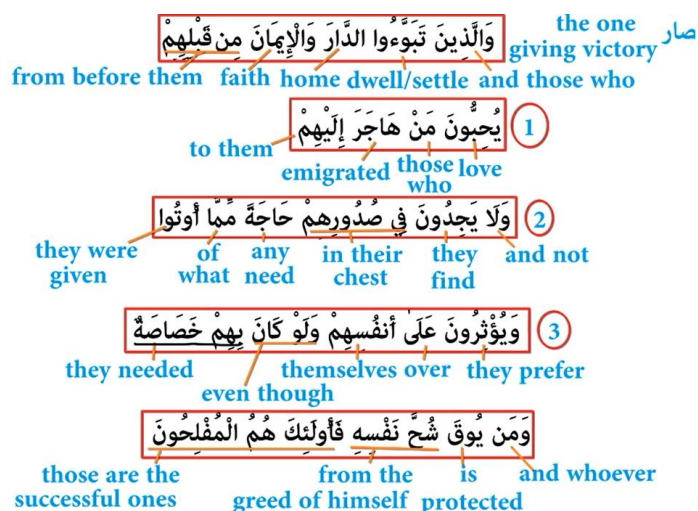 the one
giving victory صار
وَالَّذِينَ تَبَوَّءُوا الدَّارَ وَالْإِيمَانَ مِن قَبْلِهِمْ
from before them faith home dwell/settle and those who
يُحِبُّونَ مَنْ هَاجَرَ إِلَيْهِمْ 1
to them emigrated those who love
وَلَا يَجِدُونَ فِي صُدُورِهِمْ حَاجَةً مِّمَّا أُوتُوا 2
they were given of what any need in their chest they find and not
وَيُؤْثِرُونَ عَلَىٰ أَنفُسِهِمْ وَلَوْ كَانَ بِهِمْ خَصَاصَةٌ 3
they needed even though themselves over they prefer
وَمَن يُوقَ شُحَّ نَفْسِهِ فَأُولَئِكَ هُمُ الْمُفْلِحُونَ
those are the successful ones from the greed of himself is protected and whoever